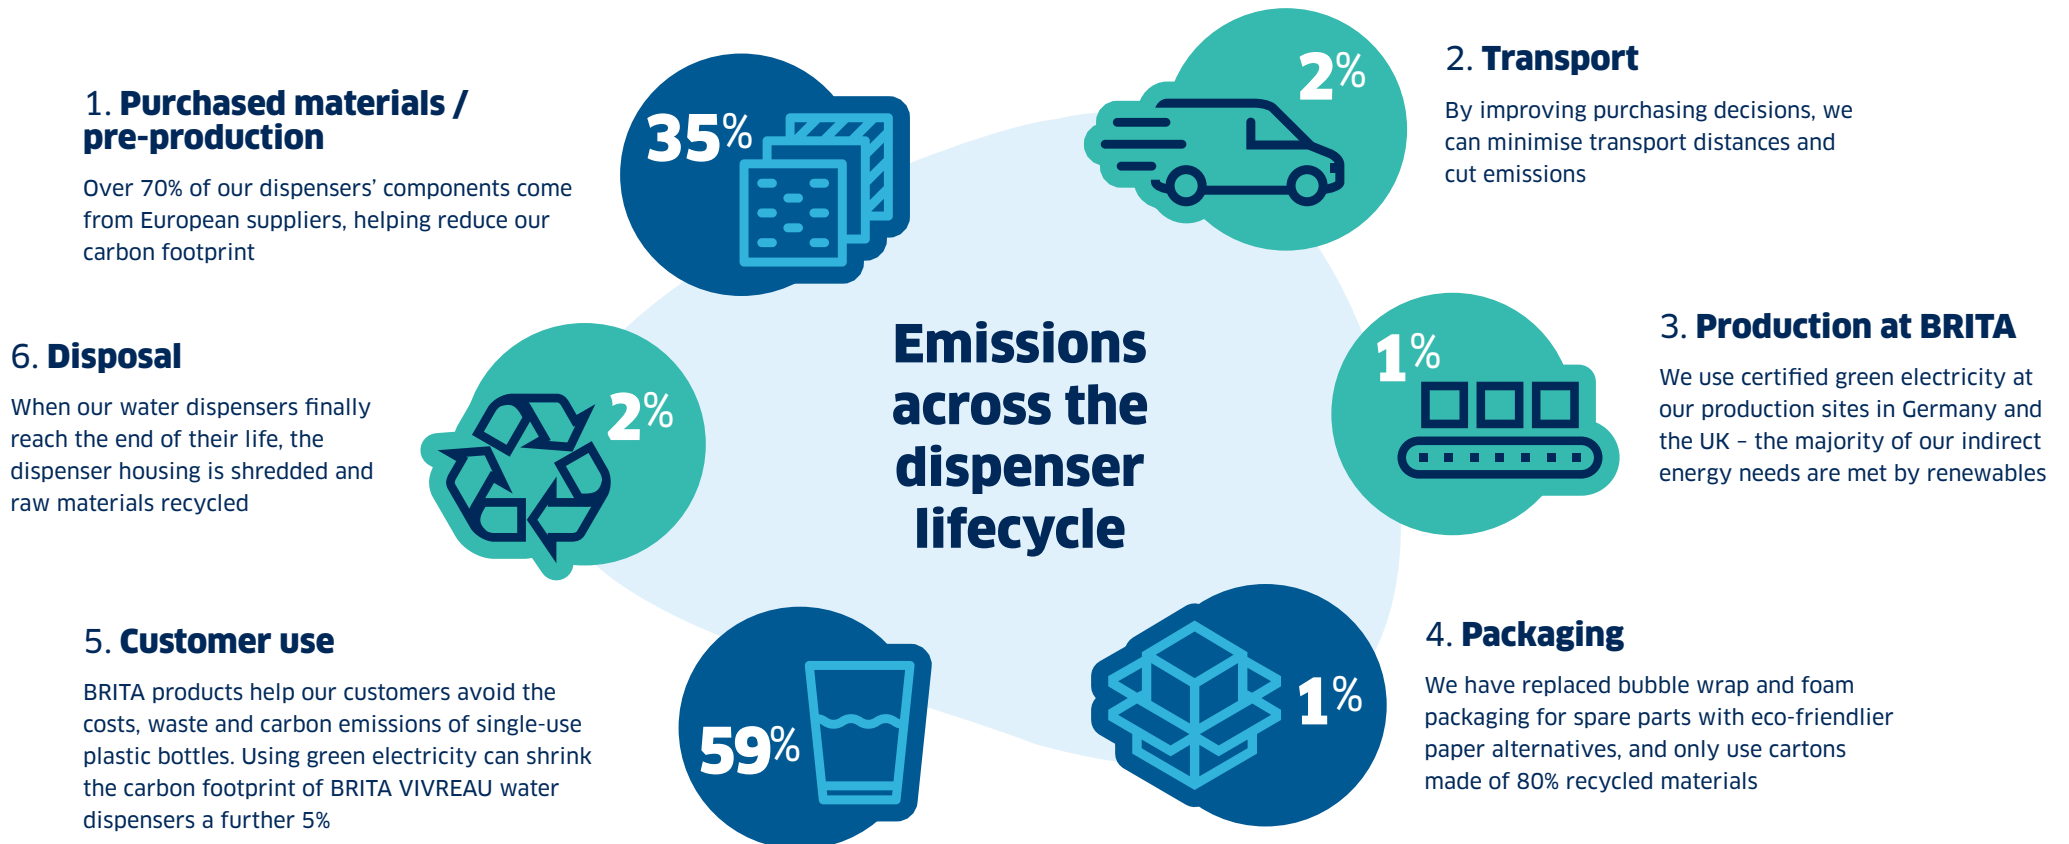 1. Purchased materials /
pre-production
Over 70% of our dispensers’ components come
from European suppliers, helping reduce our
carbon footprint
35%
2%
2. Transport
By improving purchasing decisions, we
can minimise transport distances and
cut emissions
Emissions
across the
dispenser
lifecycle
1%
3. Production at BRITA
We use certified green electricity at
our production sites in Germany and
the UK – the majority of our indirect
energy needs are met by renewables
1%
4. Packaging
We have replaced bubble wrap and foam
packaging for spare parts with eco-friendlier
paper alternatives, and only use cartons
made of 80% recycled materials
5. Customer use
BRITA products help our customers avoid the
costs, waste and carbon emissions of single-use
plastic bottles. Using green electricity can shrink
the carbon footprint of BRITA VIVREAU water
dispensers a further 5%
59%
6. Disposal
When our water dispensers finally
reach the end of their life, the
dispenser housing is shredded and
raw materials recycled
2%